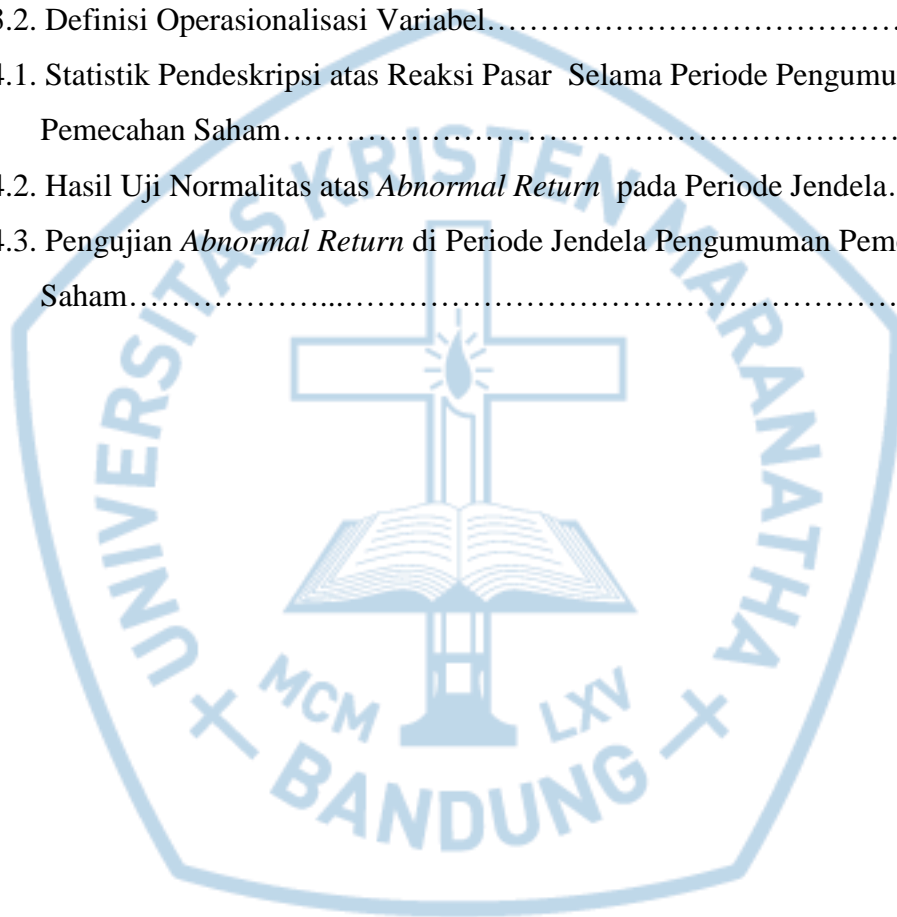 3.2. Definisi Operasionalisasi Variabel…………………………………
4.1. Statistik Pendeskripsi atas Reaksi Pasar Selama Periode Pengumu
Pemecahan Saham…………………………………………………
4.2. Hasil Uji Normalitas atas Abnormal Return pada Periode Jendela..
4.3. Pengujian Abnormal Return di Periode Jendela Pengumuman Peme
Saham………………...………………………………………………
UNIVERSITAS KRISTEN MARANATHA
MCM LXV
BANDUNG